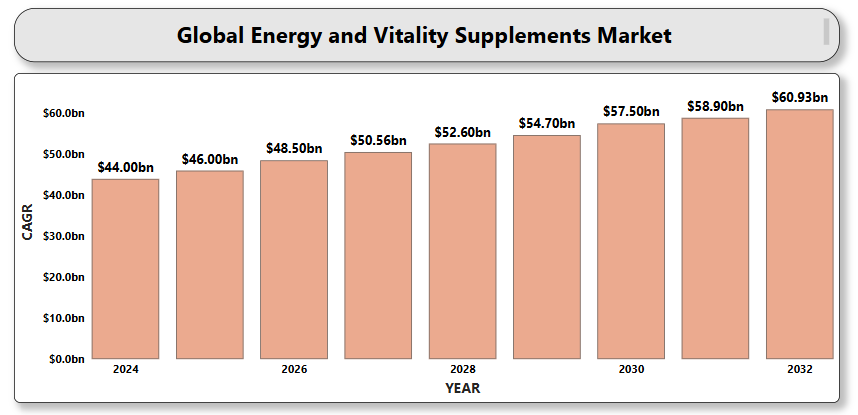 Global Energy and Vitality Supplements Market
$60.0bn
$50.0bn
$40.0bn
$30.0bn
$20.0bn
$10.0bn
$0.0bn
CAGR
$44.00bn
$46.00bn
$48.50bn
$50.56bn
$52.60bn
$54.70bn
$57.50bn
$58.90bn
$60.93bn
2024
2026
2028
2030
2032
YEAR